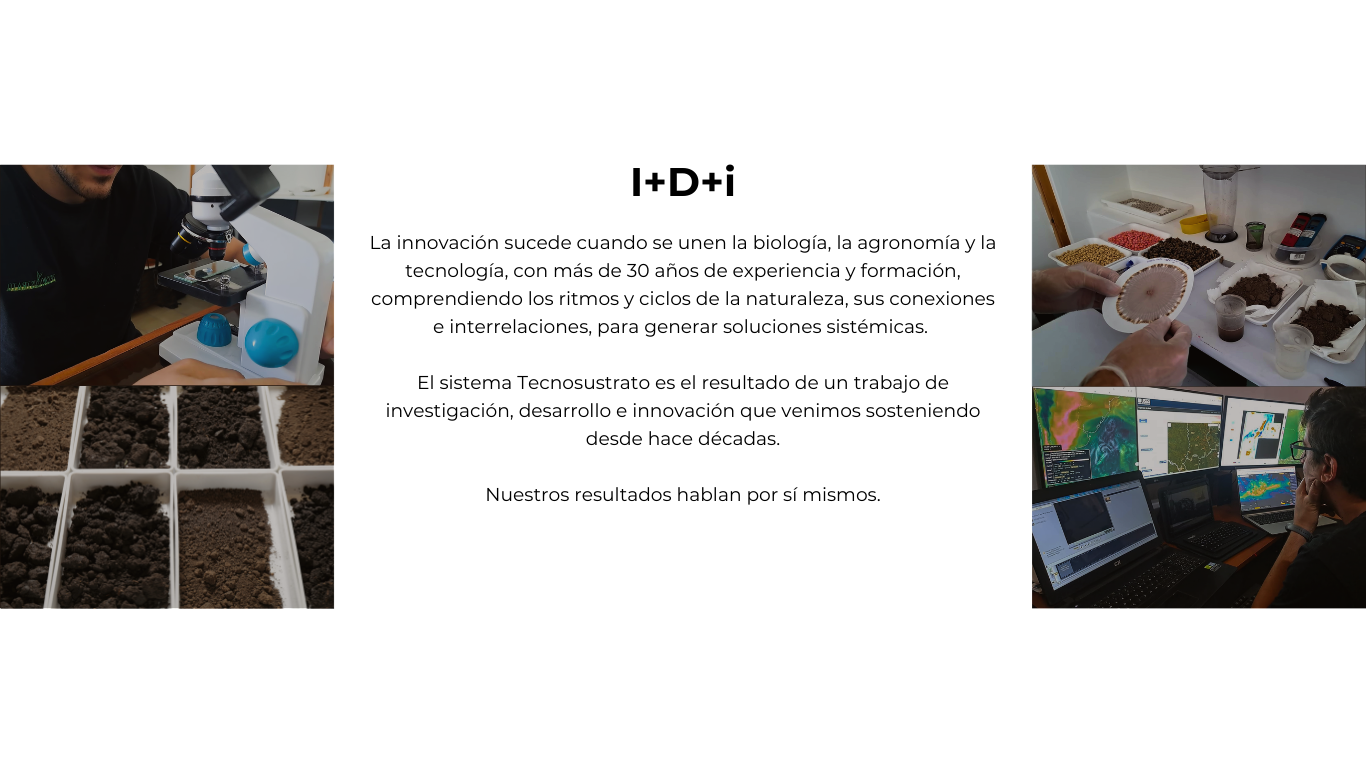 I+D+i
La innovación sucede cuando se unen la biología, la agronomía y la
tecnología, con más de 30 años de experiencia y formación,
comprendiendo los ritmos y ciclos de la naturaleza, sus conexiones
e interrelaciones, para generar soluciones sistémicas.
El sistema Tecnosustrato es el resultado de un trabajo de
investigación, desarrollo e innovación que venimos sosteniendo
desde hace décadas.
Nuestros resultados hablan por sí mismos.